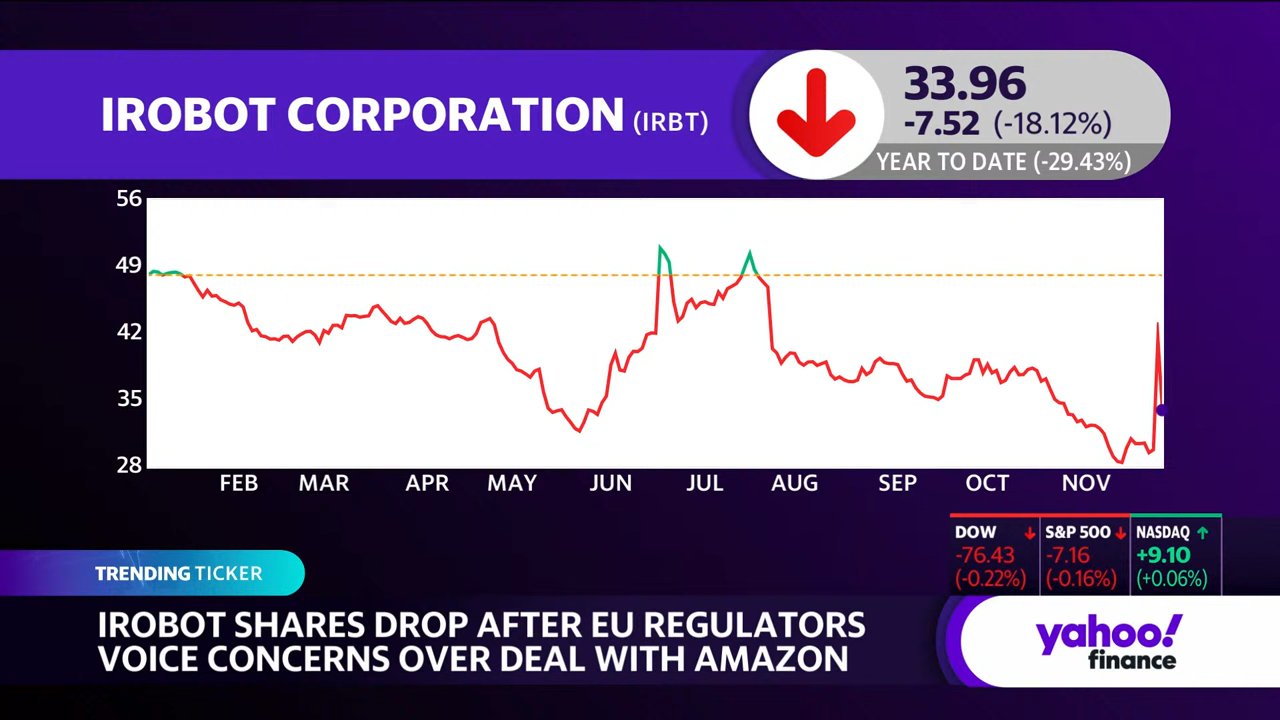 IROBOT CORPORATION (IRBT)
33.96
-7.52 (-18.12%)
YEAR TO DATE (-29.43%)
56
49
42
35
28
FEB MAR APR MAY JUN JUL AUG SEP OCT NOV
DOW
-76.43
(-0.22%)
S&P 500
-7.16
(-0.16%)
NASDAQ
+9.10
(+0.06%)
TRENDING TICKER
IROBOT SHARES DROP AFTER EU REGULATORS
VOICE CONCERNS OVER DEAL WITH AMAZON
yahoo!
finance